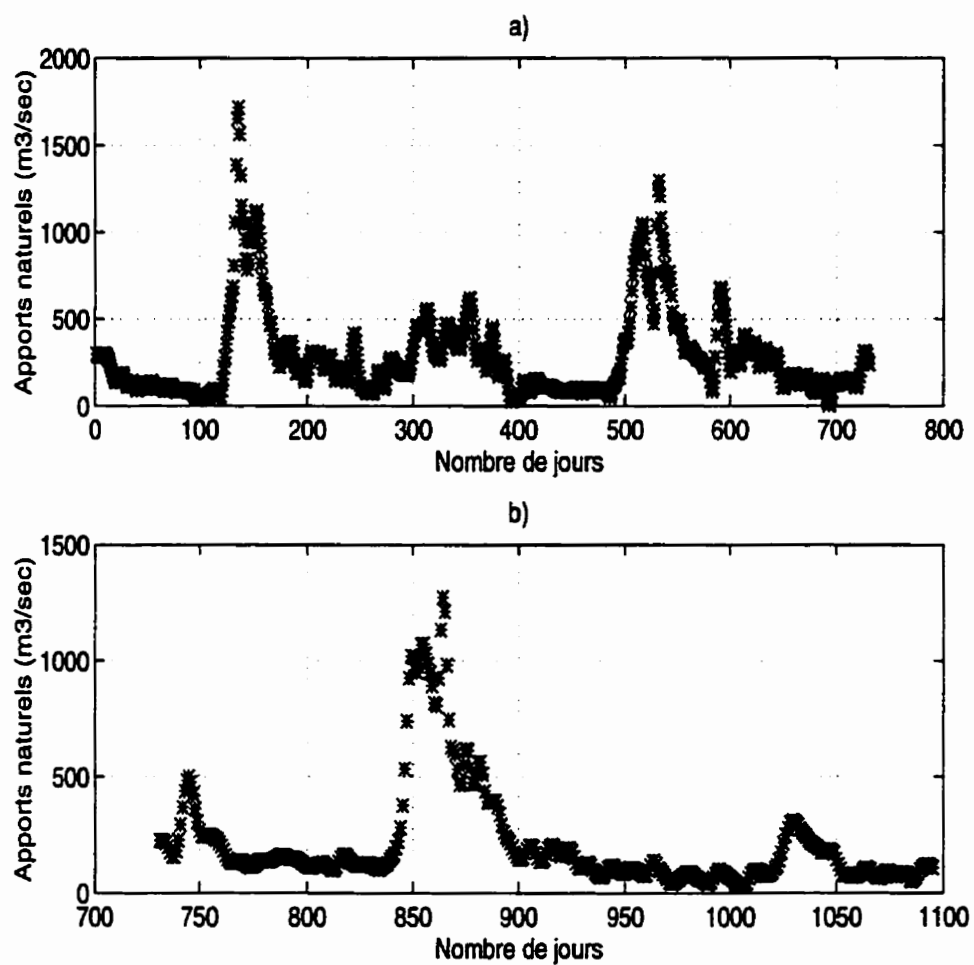 a)
Apports naturels (m3/sec)
2000
1500
1000
500
0
0 100 200 300 400 500 600 700 800
Nombre de jours
b)
Apports naturels (m3/sec)
1500
1000
500
0
700 750 800 850 900 950 1000 1050 1100
Nombre de jours